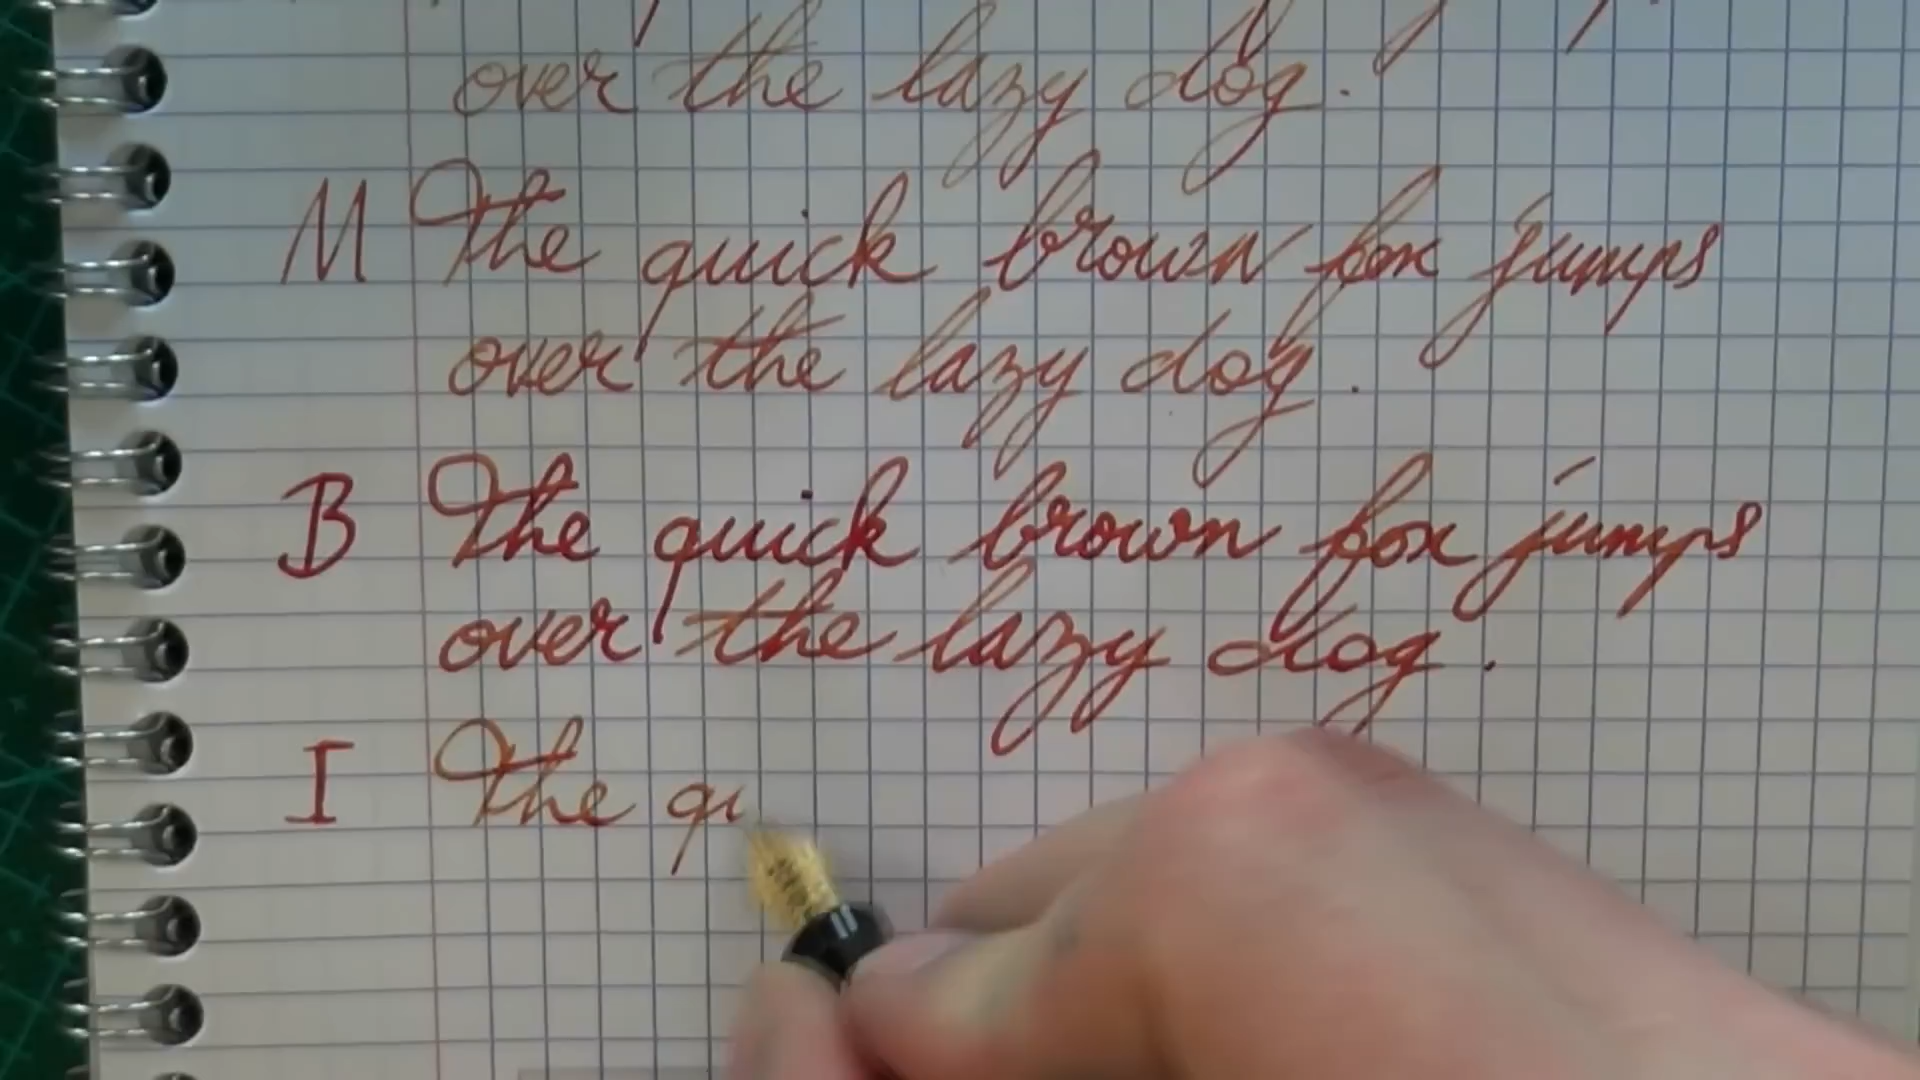 over the lazy dog.
M The quick brown fox jumps
over the lazy dog.
B The quick brown fox jumps
over the lazy dog.
I The qu